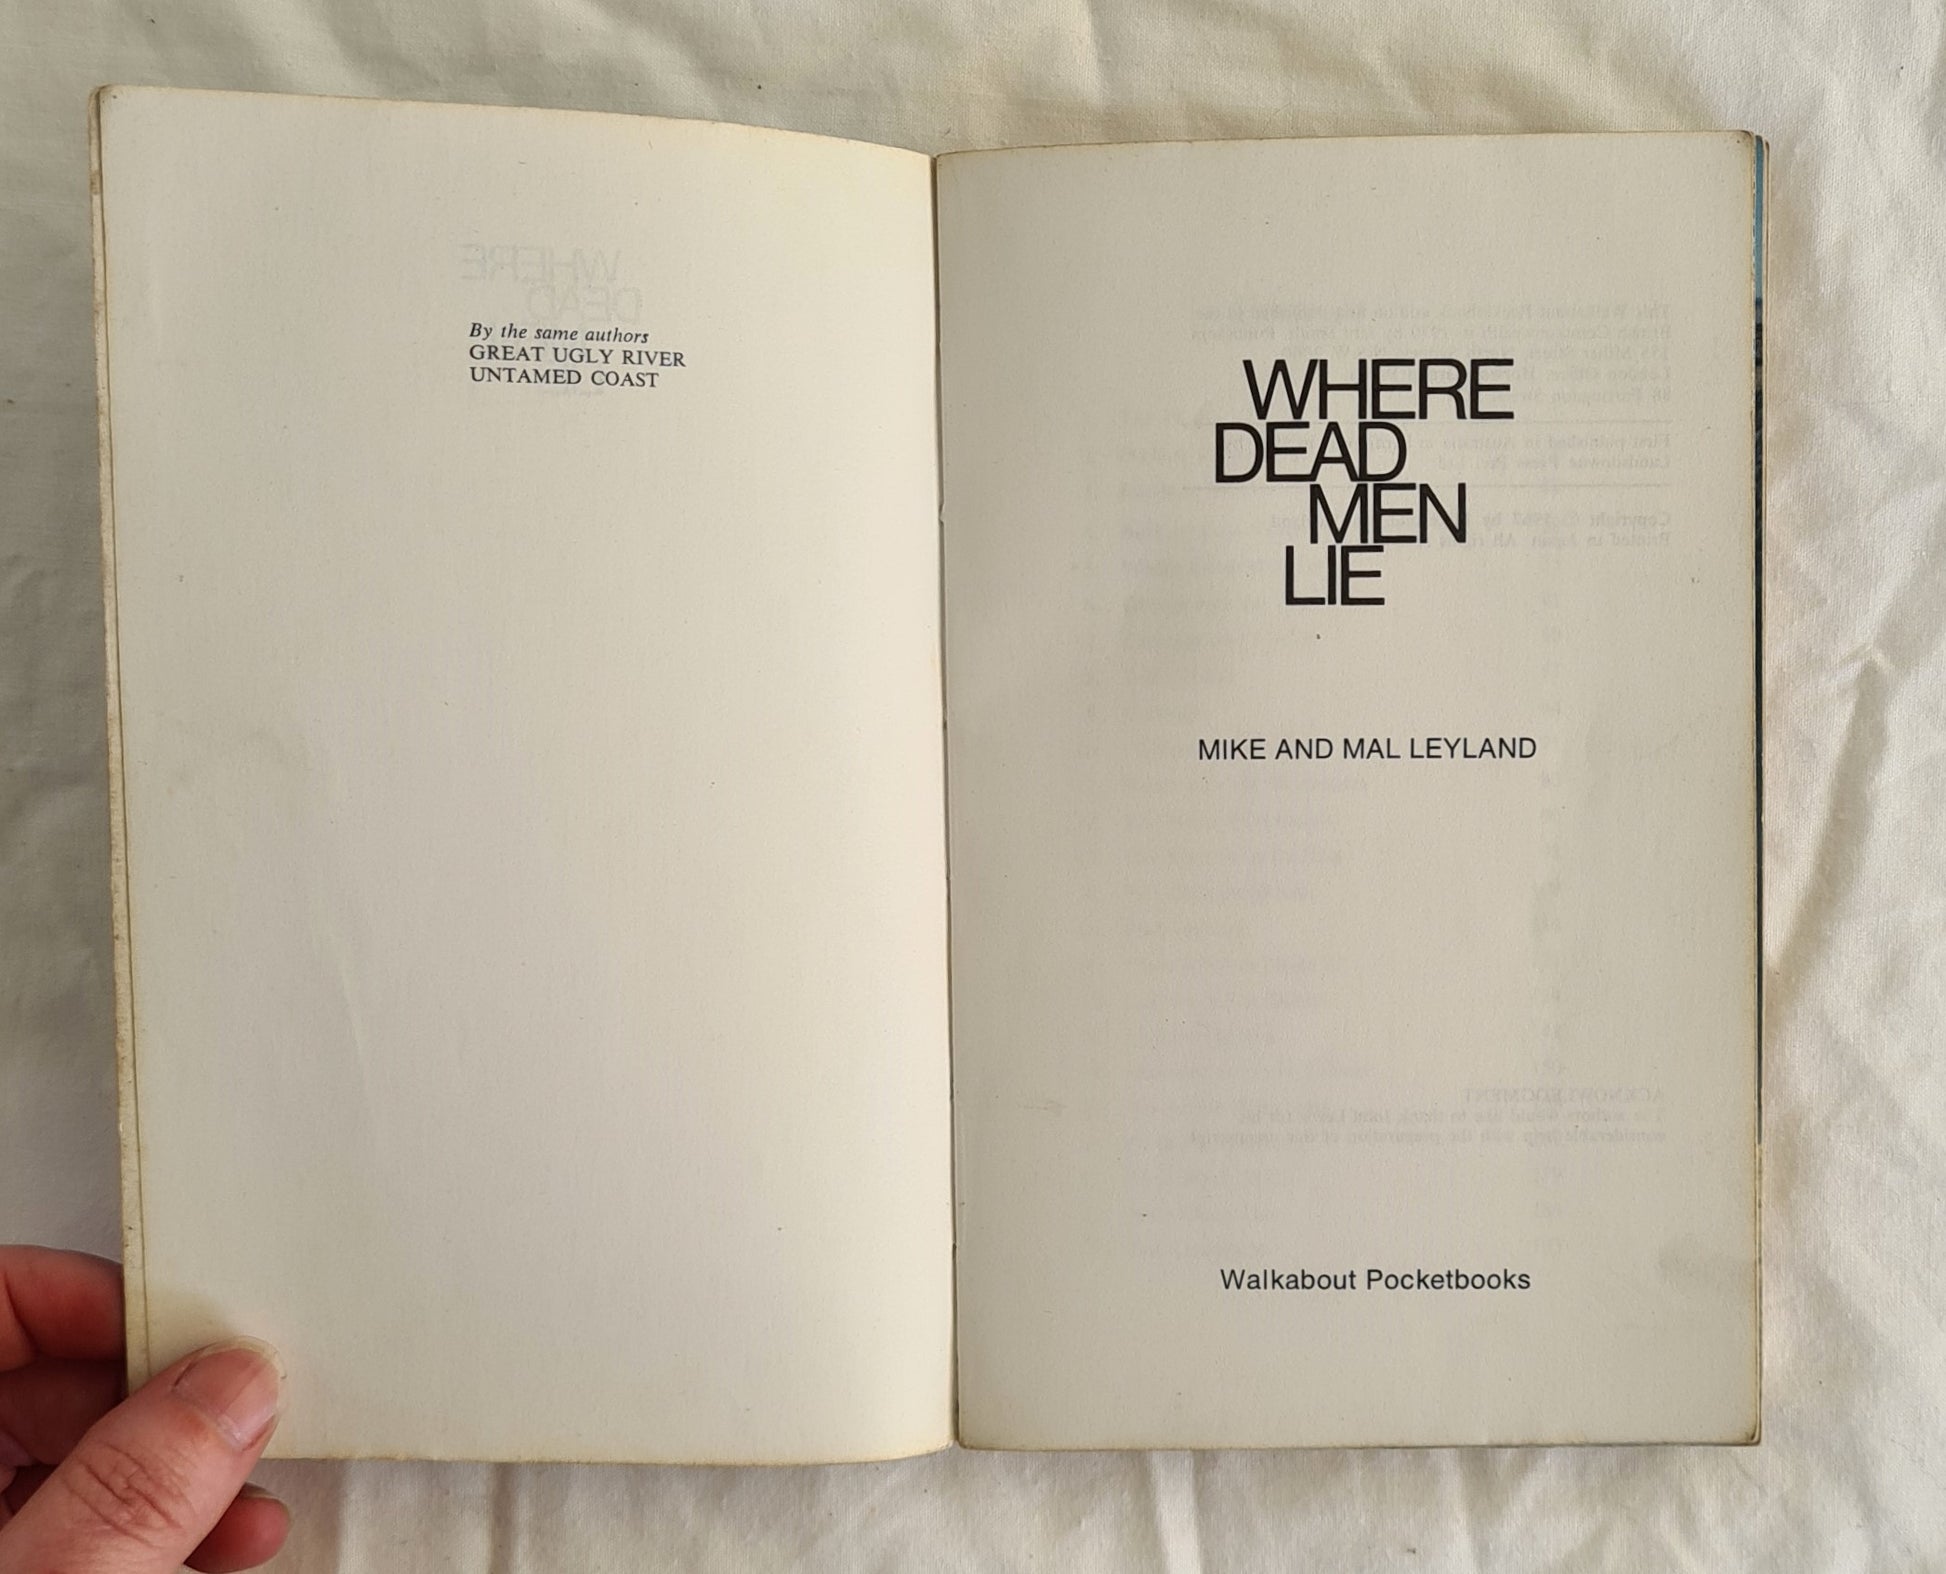 By the same authors
GREAT UGLY RIVER
UNTAMED COAST
WHERE
DEAD
MEN
LIE
MIKE AND MAL LEYLAND
Walkabout Pocketbooks